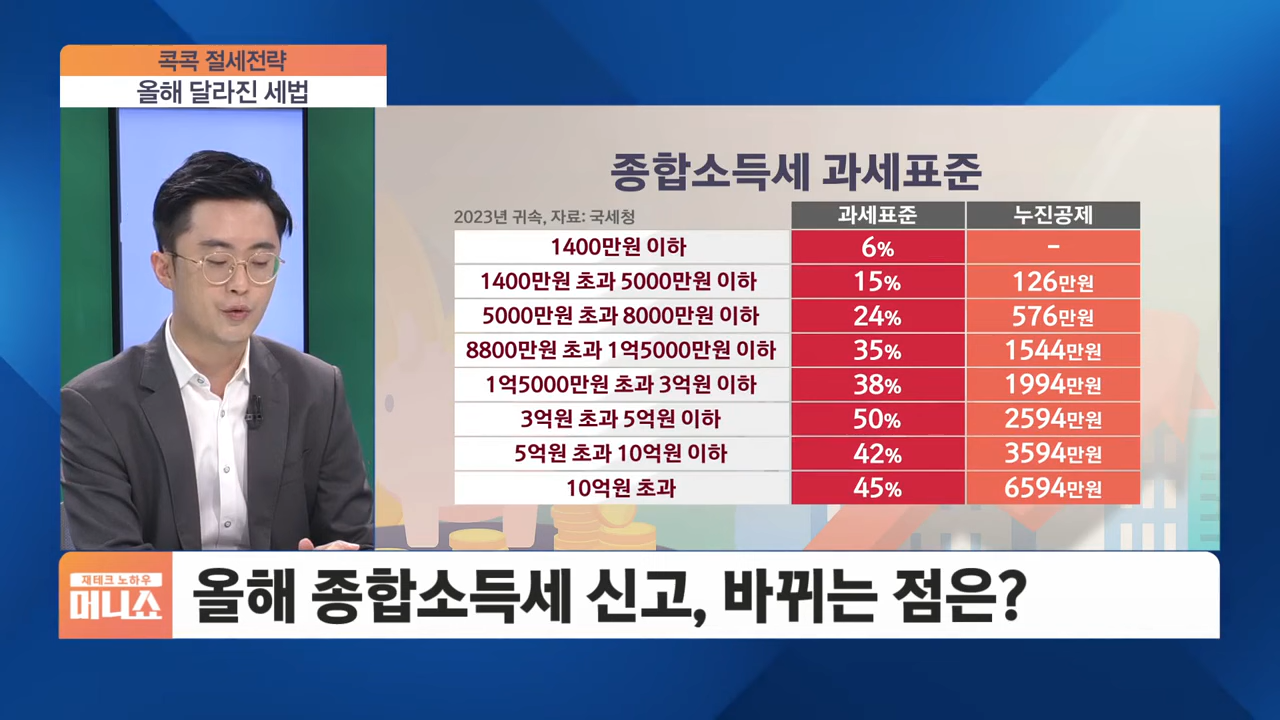 콕콕 절세전략
올해 달라진 세법
종합소득세 과세표준
2023년 귀속, 자료: 국세청 과세표준 누진공제
1400만원 이하 6% -
1400만원 초과 5000만원 이하 15% 126만원
5000만원 초과 8000만원 이하 24% 576만원
8800만원 초과 1억5000만원 이하 35% 1544만원
1억5000만원 초과 3억원 이하 38% 1994만원
3억원 초과 5억원 이하 50% 2594만원
5억원 초과 10억원 이하 42% 3594만원
10억원 초과 45% 6594만원
재테크 노하우
머니쇼
올해 종합소득세 신고, 바뀌는 점은?